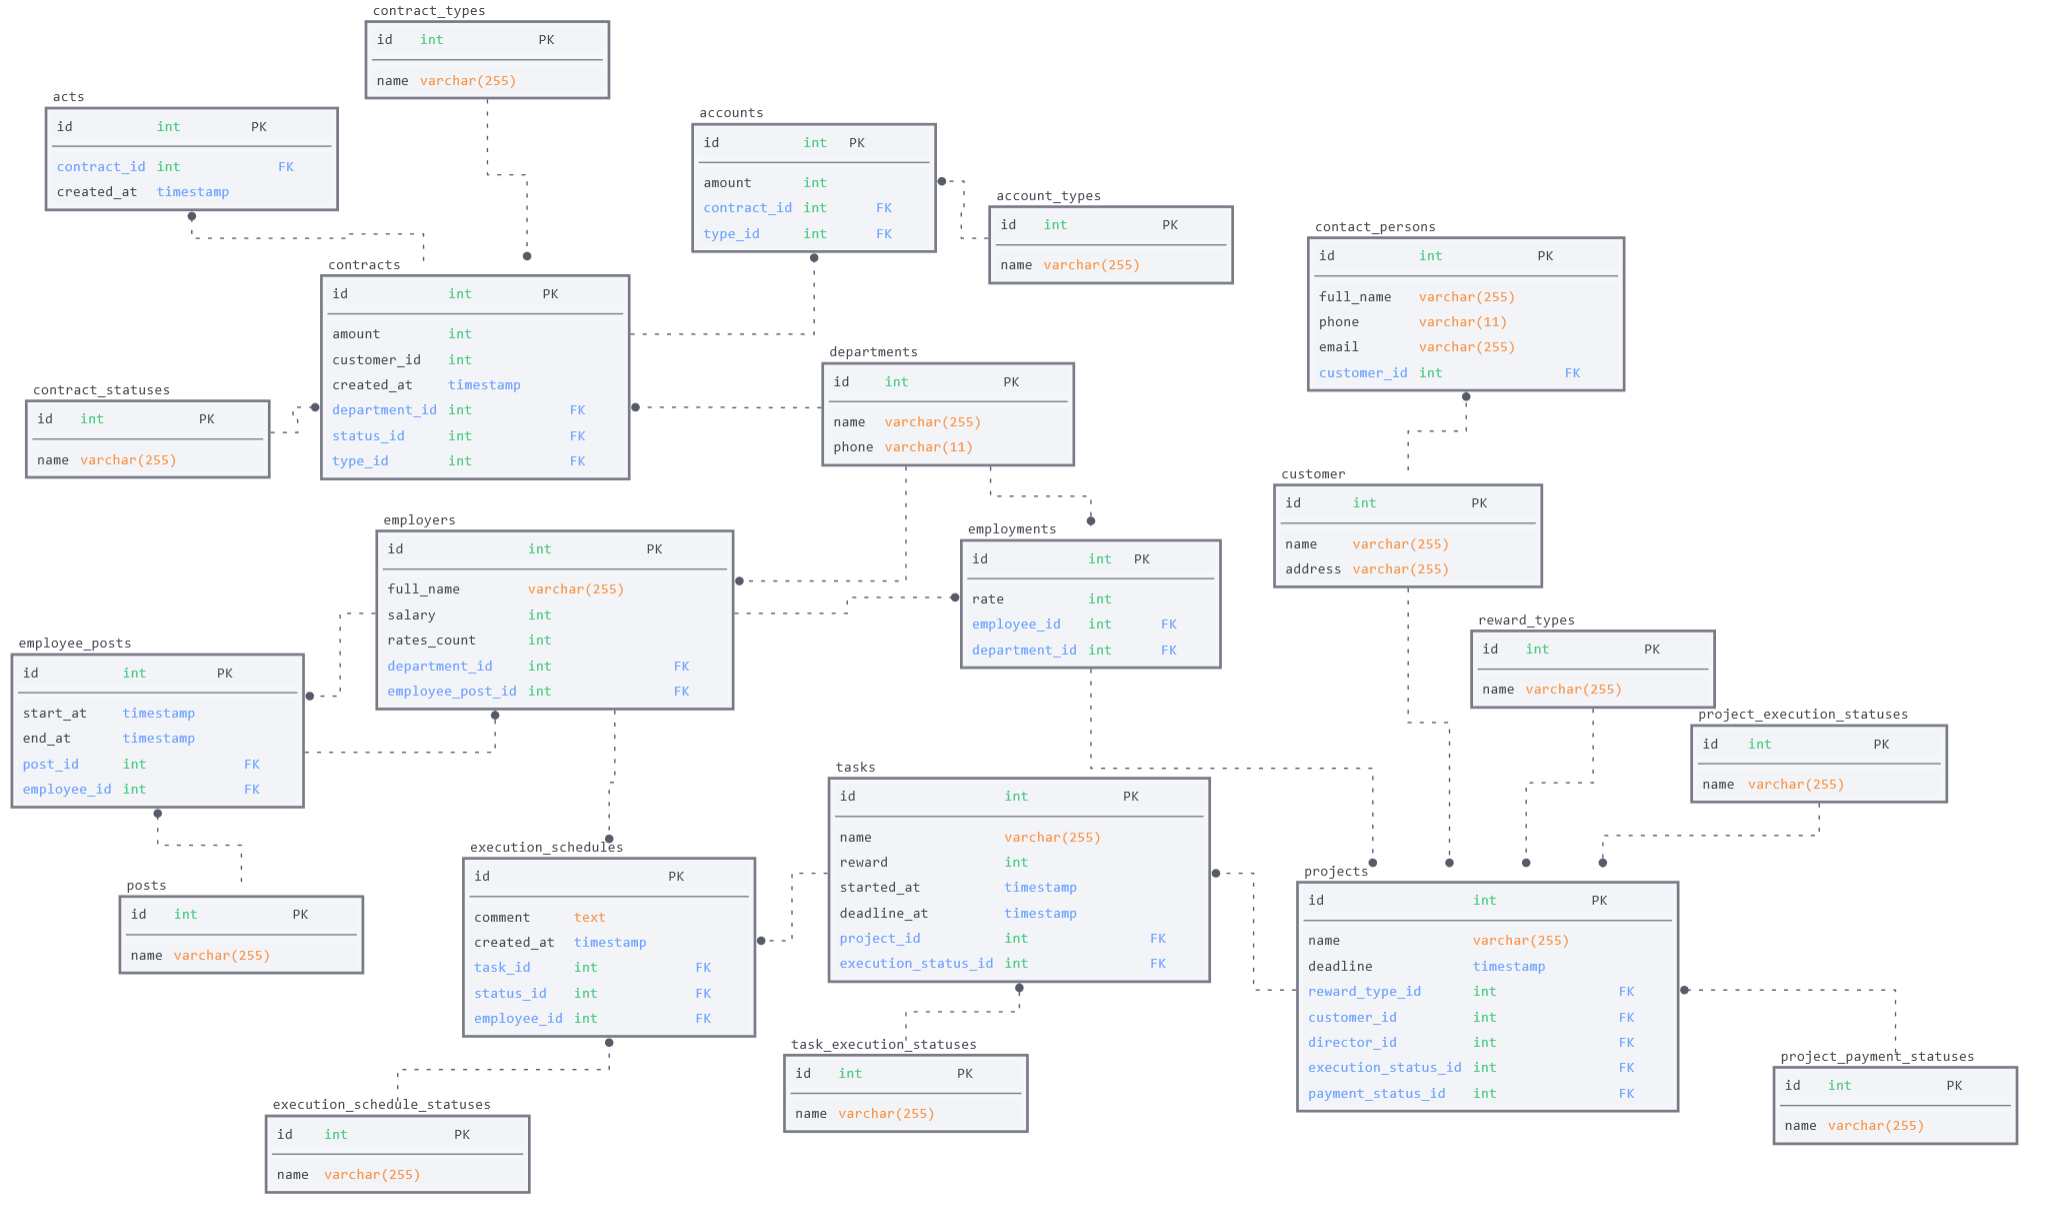 contract_types
id int PK
name varchar(255)
acts
id int PK
contract_id int FK
created_at timestamp
accounts
id int PK
amount int
contract_id int FK
type_id int FK
account_types
id int PK
name varchar(255)
contact_persons
id int PK
full_name varchar(255)
phone varchar(11)
email varchar(255)
customer_id int FK
contracts
id int PK
amount int
customer_id int
created_at timestamp
department_id int FK
status_id int FK
type_id int FK
departments
id int PK
name varchar(255)
phone varchar(11)
contract_statuses
id int PK
name varchar(255)
customer
id int PK
name varchar(255)
address varchar(255)
employers
id int PK
full_name varchar(255)
salary int
rates_count int
department_id int FK
employee_post_id int FK
employments
id int PK
rate int
employee_id int FK
department_id int FK
reward_types
id int PK
name varchar(255)
employee_posts
id int PK
start_at timestamp
end_at timestamp
post_id int FK
employee_id int FK
project_execution_statuses
id int PK
name varchar(255)
tasks
id int PK
name varchar(255)
reward int
started_at timestamp
deadline_at timestamp
project_id int FK
execution_status_id int FK
execution_schedules
id PK
comment text
created_at timestamp
task_id int FK
status_id int FK
employee_id int FK
projects
id int PK
name varchar(255)
deadline timestamp
reward_type_id int FK
customer_id int FK
director_id int FK
execution_status_id int FK
payment_status_id int FK
posts
id int PK
name varchar(255)
task_execution_statuses
id int PK
name varchar(255)
project_payment_statuses
id int PK
name varchar(255)
execution_schedule_statuses
id int PK
name varchar(255)